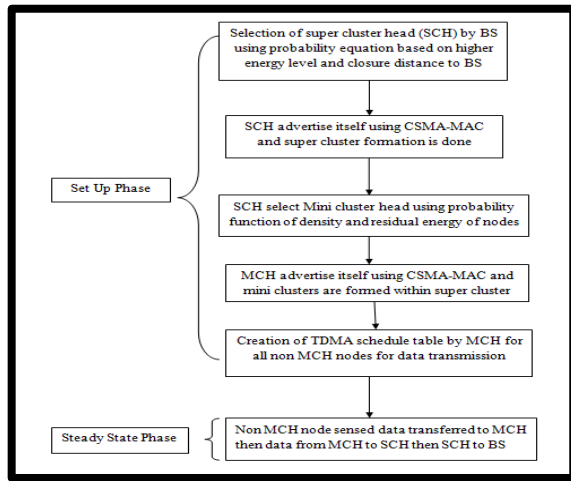 Selection of super cluster head (SCH) by BS
using probability equation based on higher
energy level and closure distance to BS
SCH advertise itself using CSMA-MAC
and super cluster formation is done
Set Up Phase
SCH select Mini cluster head using probability
function of density and residual energy of nodes
MCH advertise itself using CSMA-MAC and
mini clusters are formed within super cluster
Creation of TDMA schedule table by MCH for
all non MCH nodes for data transmission
Steady State Phase
Non MCH node sensed data transferred to MCH
then data from MCH to SCH then SCH to BS